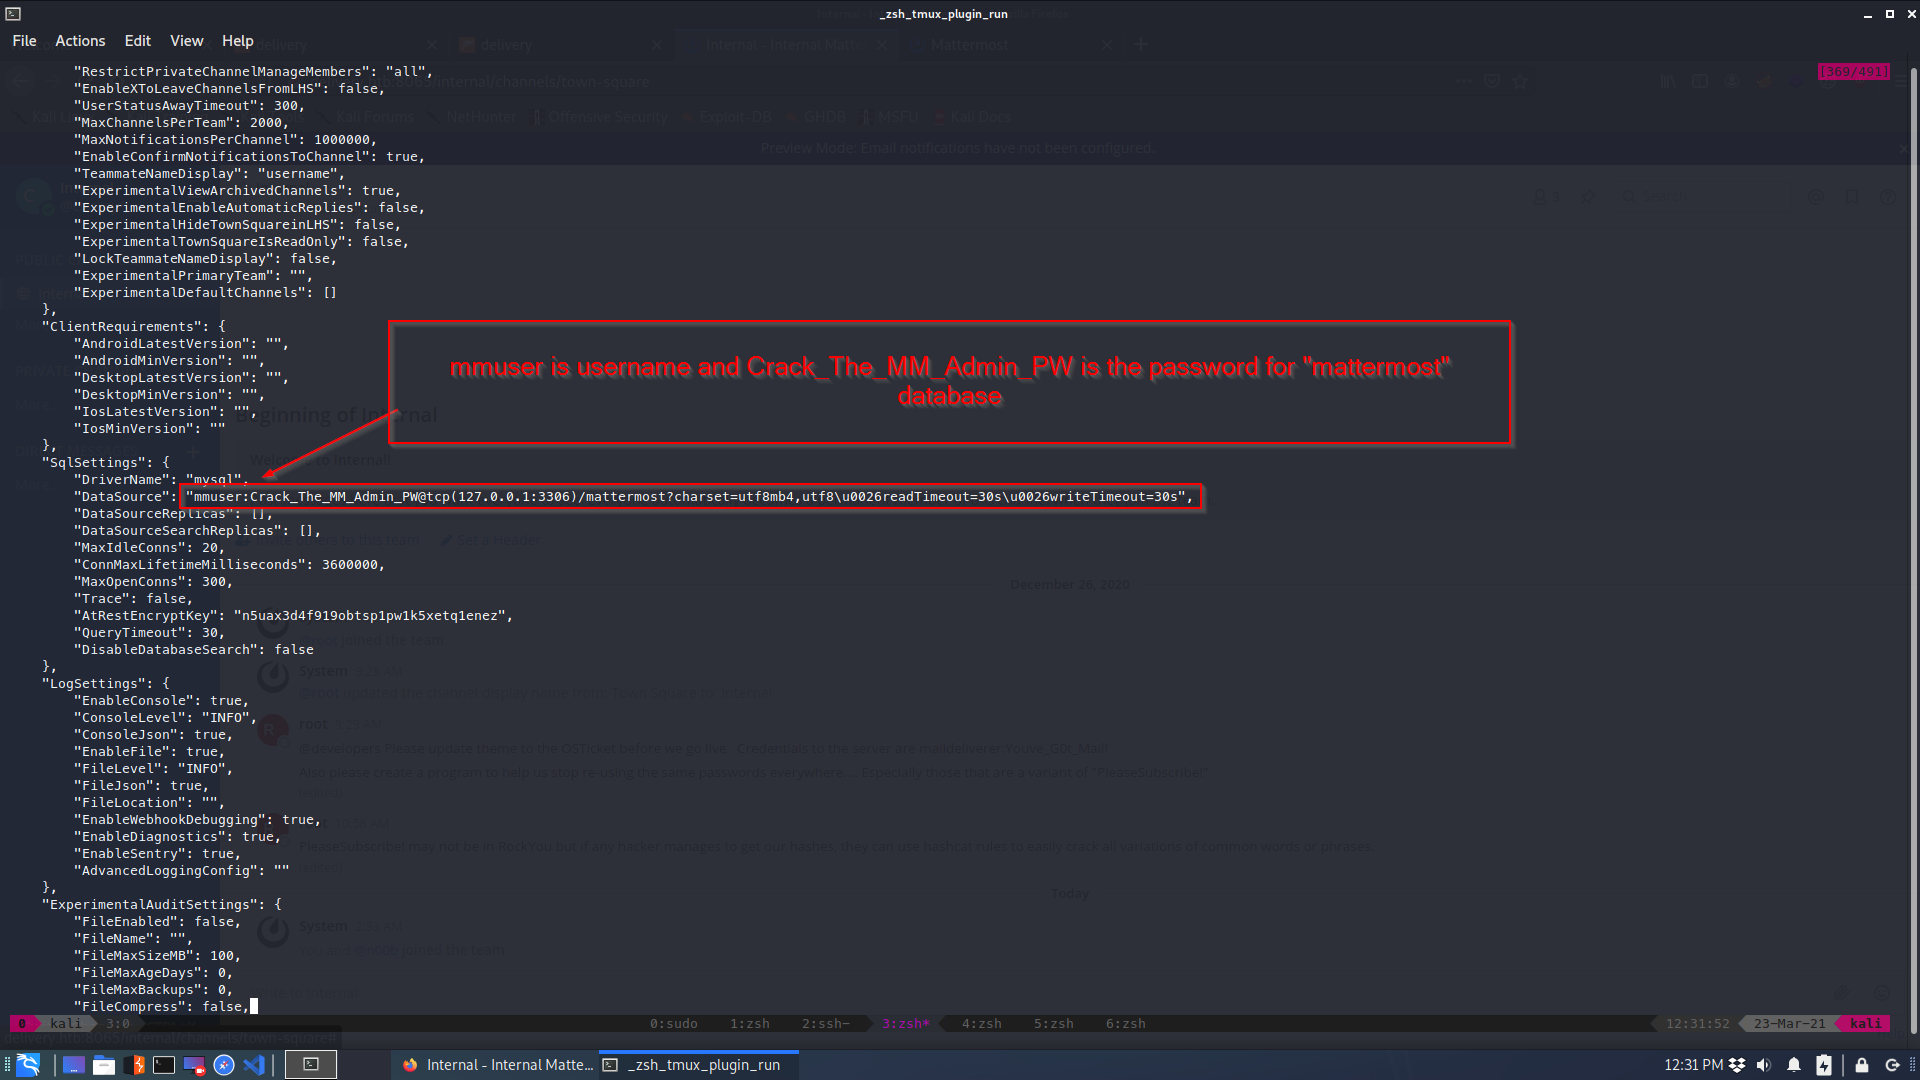 _zsh_tmux_plugin_run
File Actions Edit View Help
"RestrictPrivateChannelManageMembers": "all",
[369/491]
"EnableXToLeaveChannelsFromLHS": false,
"UserStatusAwayTimeout": 300,
"MaxChannelsPerTeam": 2000,
"MaxNotificationsPerChannel": 1000000,
"EnableConfirmNotificationsToChannel": true,
"TeammateNameDisplay": "username",
"ExperimentalViewArchivedChannels": true,
"ExperimentalEnableAutomaticReplies": false,
"ExperimentalHideTownSquareinLHS": false,
"ExperimentalTownSquareIsReadOnly": false,
"LockTeammateNameDisplay": false,
"ExperimentalPrimaryTeam": "",
"ExperimentalDefaultChannels": []
},
"ClientRequirements": {
"AndroidLatestVersion": "",
"AndroidMinVersion": "",
"DesktopLatestVersion": "",
"DesktopMinVersion": "",
"IosLatestVersion": "",
"IosMinVersion": ""
},
mmuser is username and Crack_The_MM_Admin_PW is the password for "mattermost"
database
"SqlSettings": {
"DriverName": "mysql",
"DataSource": "mmuser:Crack_The_MM_Admin_PW@tcp(127.0.0.1:3306)/mattermost?charset=utf8mb4,utf8\u0026readTimeout=30s\u0026writeTimeout=30s",
"DataSourceReplicas": [],
"DataSourceSearchReplicas": [],
"MaxIdleConns": 20,
"ConnMaxLifetimeMilliseconds": 3600000,
"MaxOpenConns": 300,
"Trace": false,
"AtRestEncryptKey": "n5uax3d4f919obtsp1pw1k5xetq1enez",
"QueryTimeout": 30,
"DisableDatabaseSearch": false
},
"LogSettings": {
"EnableConsole": true,
"ConsoleLevel": "INFO",
"ConsoleJson": true,
"EnableFile": true,
"FileLevel": "INFO",
"FileJson": true,
"FileLocation": "",
"EnableWebhookDebugging": true,
"EnableDiagnostics": true,
"EnableSentry": true,
"AdvancedLoggingConfig": ""
},
"ExperimentalAuditSettings": {
"FileEnabled": false,
"FileName": "",
"FileMaxSizeMB": 100,
"FileMaxAgeDays": 0,
"FileMaxBackups": 0,
"FileCompress": false,
0 kali 3:0 0:sudo 1:zsh 2:ssh- 3:zsh* 4:zsh 5:zsh 6:zsh 12:31:52 23-Mar-21 kali
Internal - Internal Matte... _zsh_tmux_plugin_run 12:31 PM